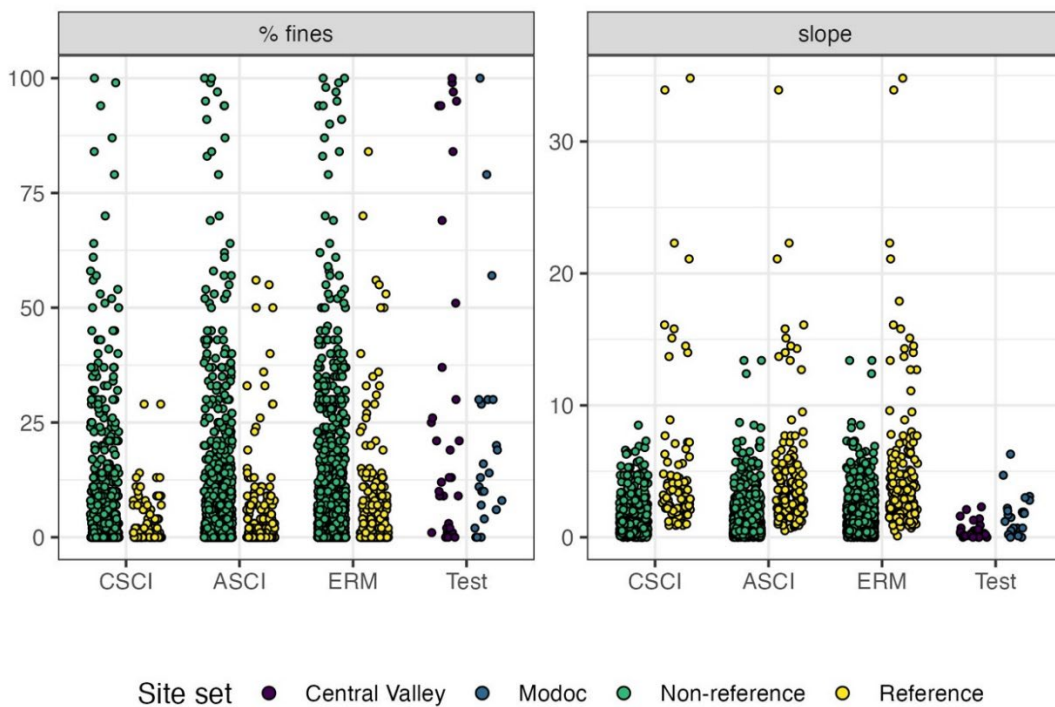 % fines
slope
100
75
50
25
0
30
20
10
0
CSCI ASCI ERM Test
CSCI ASCI ERM Test
Site set Central Valley Modoc Non-reference Reference